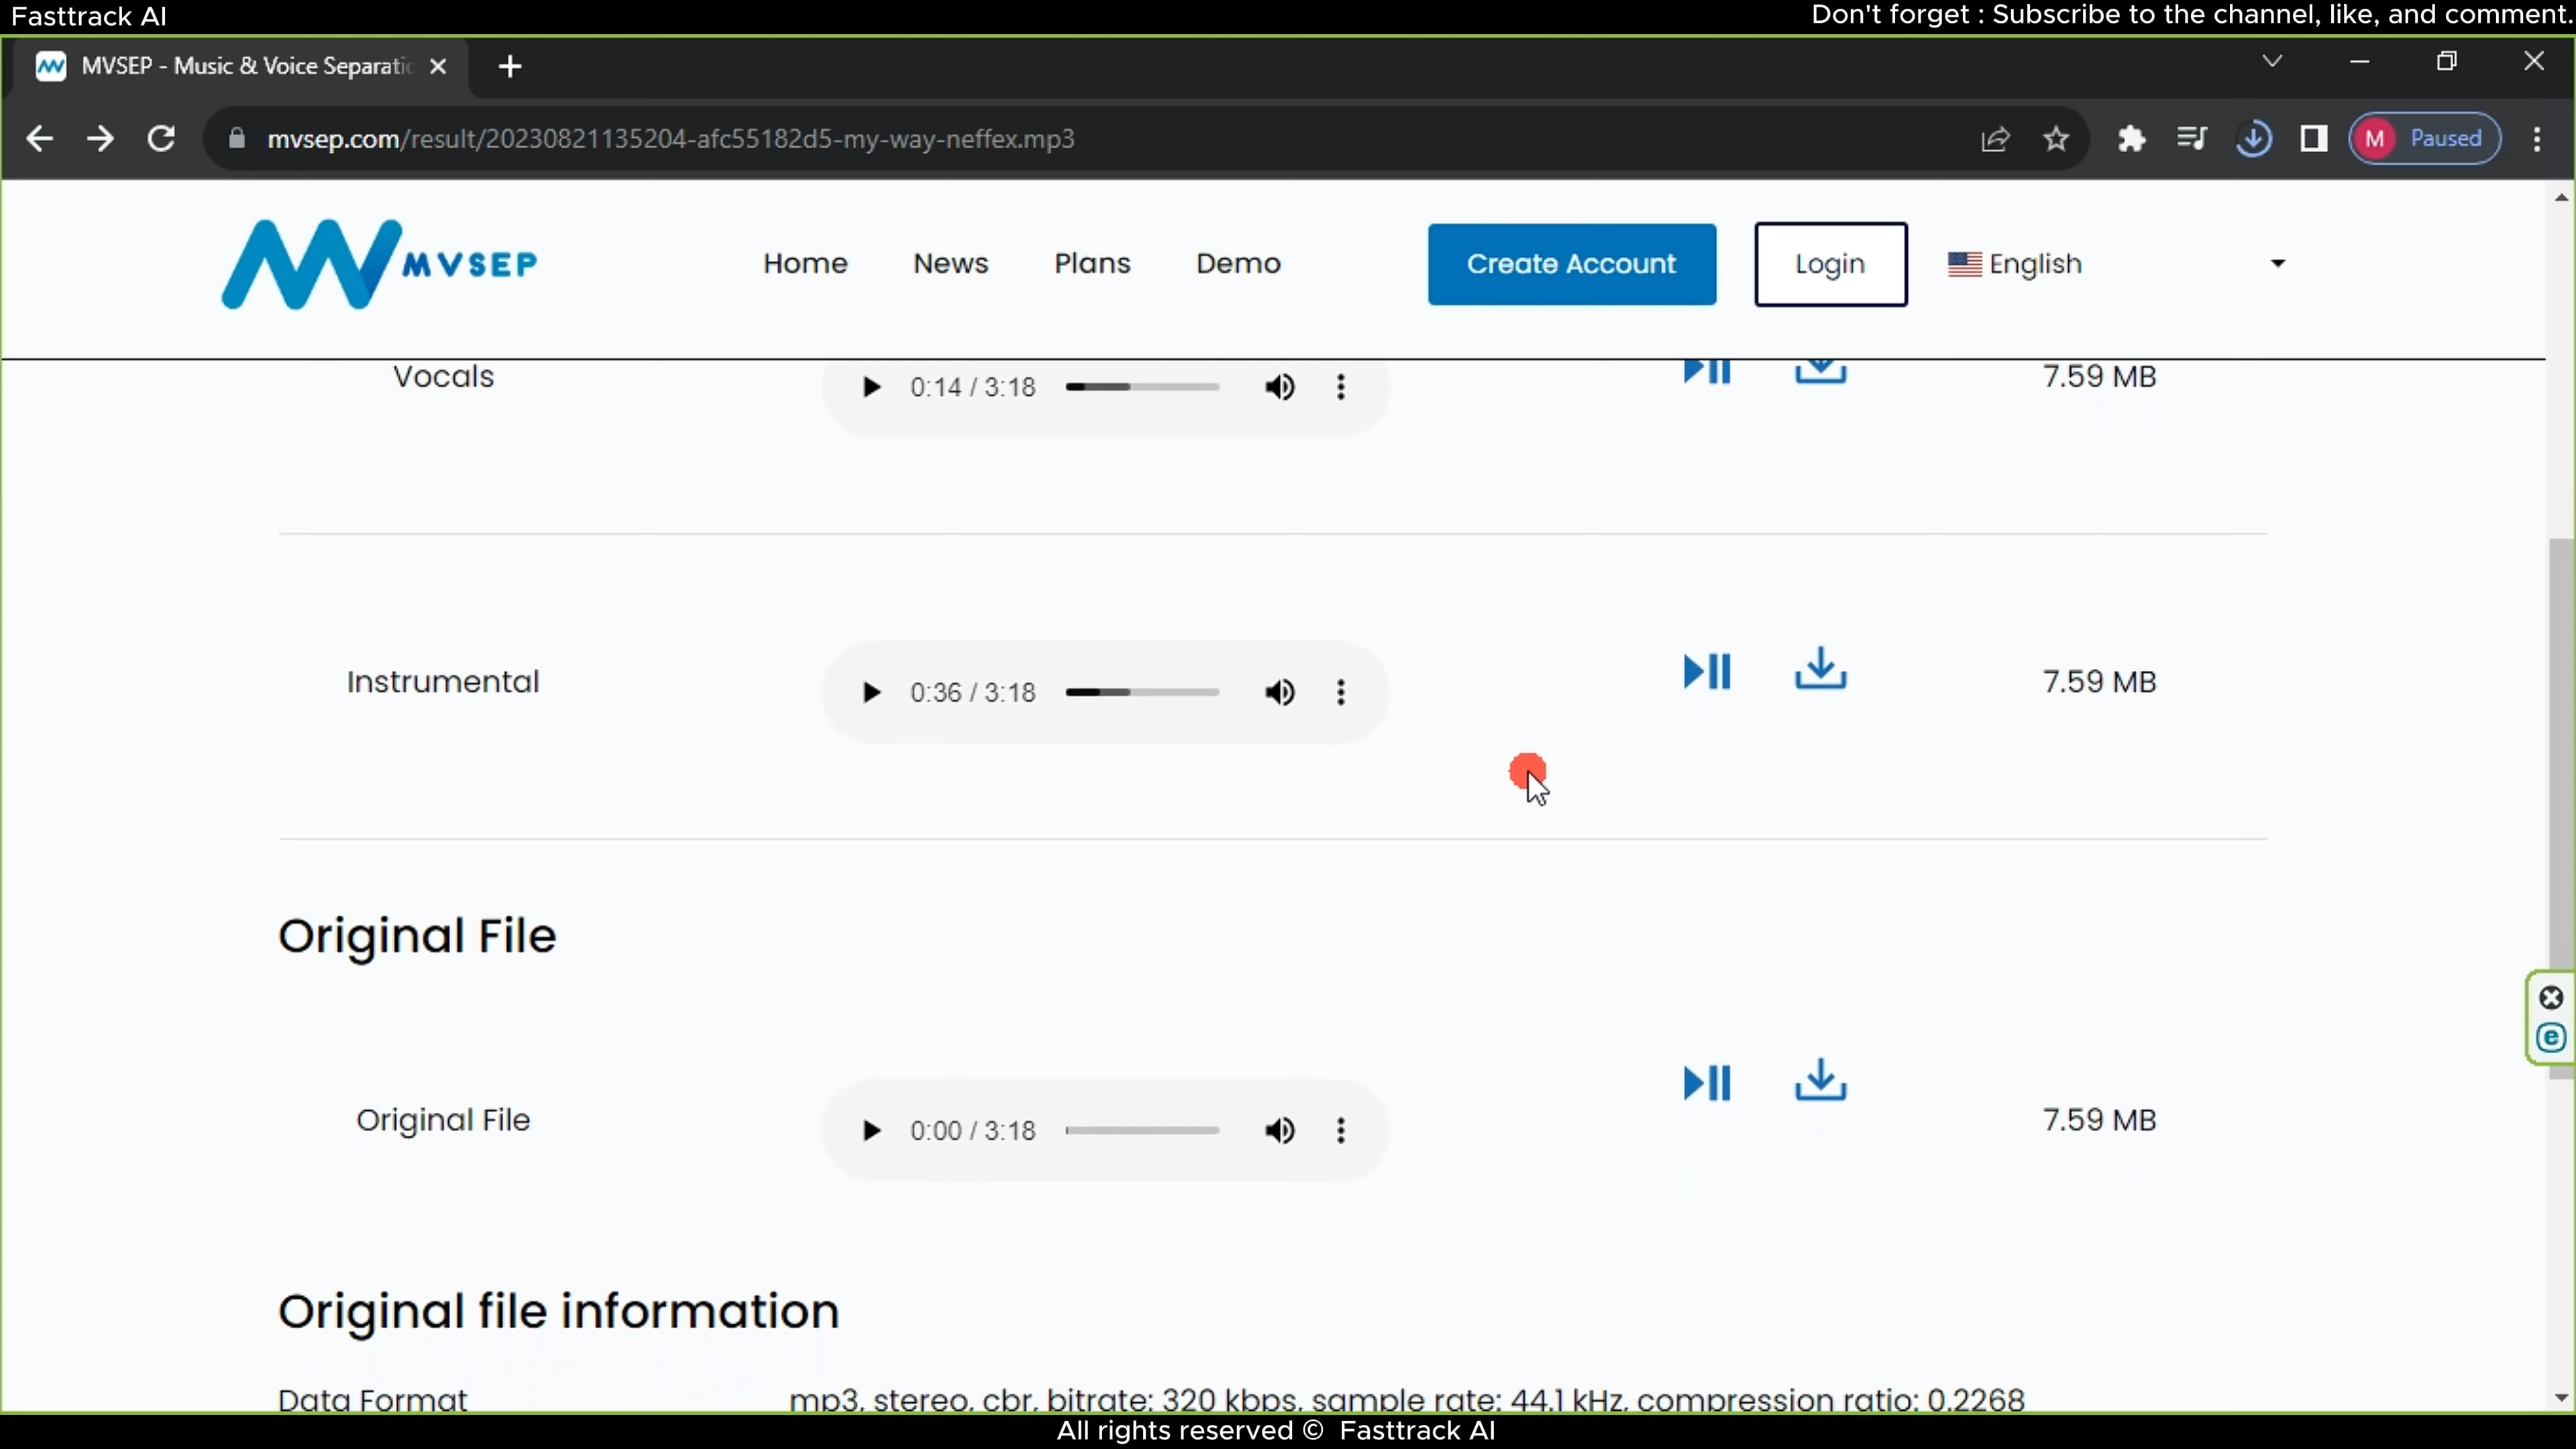 Fasttrack AI
Don't forget : Subscribe to the channel, like, and comment.
MVSEP - Music & Voice Separatio
mvsep.com/result/20230821135204-afc55182d5-my-way-neffex.mp3
M Paused
MVSEP
Home News Plans Demo Create Account Login English
Vocals 0:14 / 3:18 7.59 MB
Instrumental 0:36 / 3:18 7.59 MB
Original File
Original File 0:00 / 3:18 7.59 MB
Original file information
Data Format mp3, stereo, cbr, bitrate: 320 kbps, sample rate: 44.1 kHz, compression ratio: 0.2268
All rights reserved © Fasttrack AI